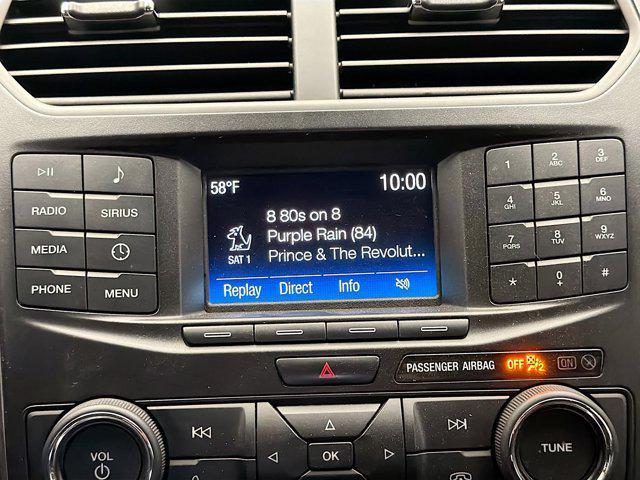 58°F 10:00
8 80s on 8
Purple Rain (84)
SAT 1 Prince & The Revolut...
Replay Direct Info
RADIO SIRIUS
MEDIA
PHONE MENU
1 2 ABC 3 DEF
4 GHI 5 JKL 6 MNO
7 PQRS 8 TUV 9 WXYZ
* 0 + #
PASSENGER AIRBAG OFF 2 ON
VOL OK TUNE